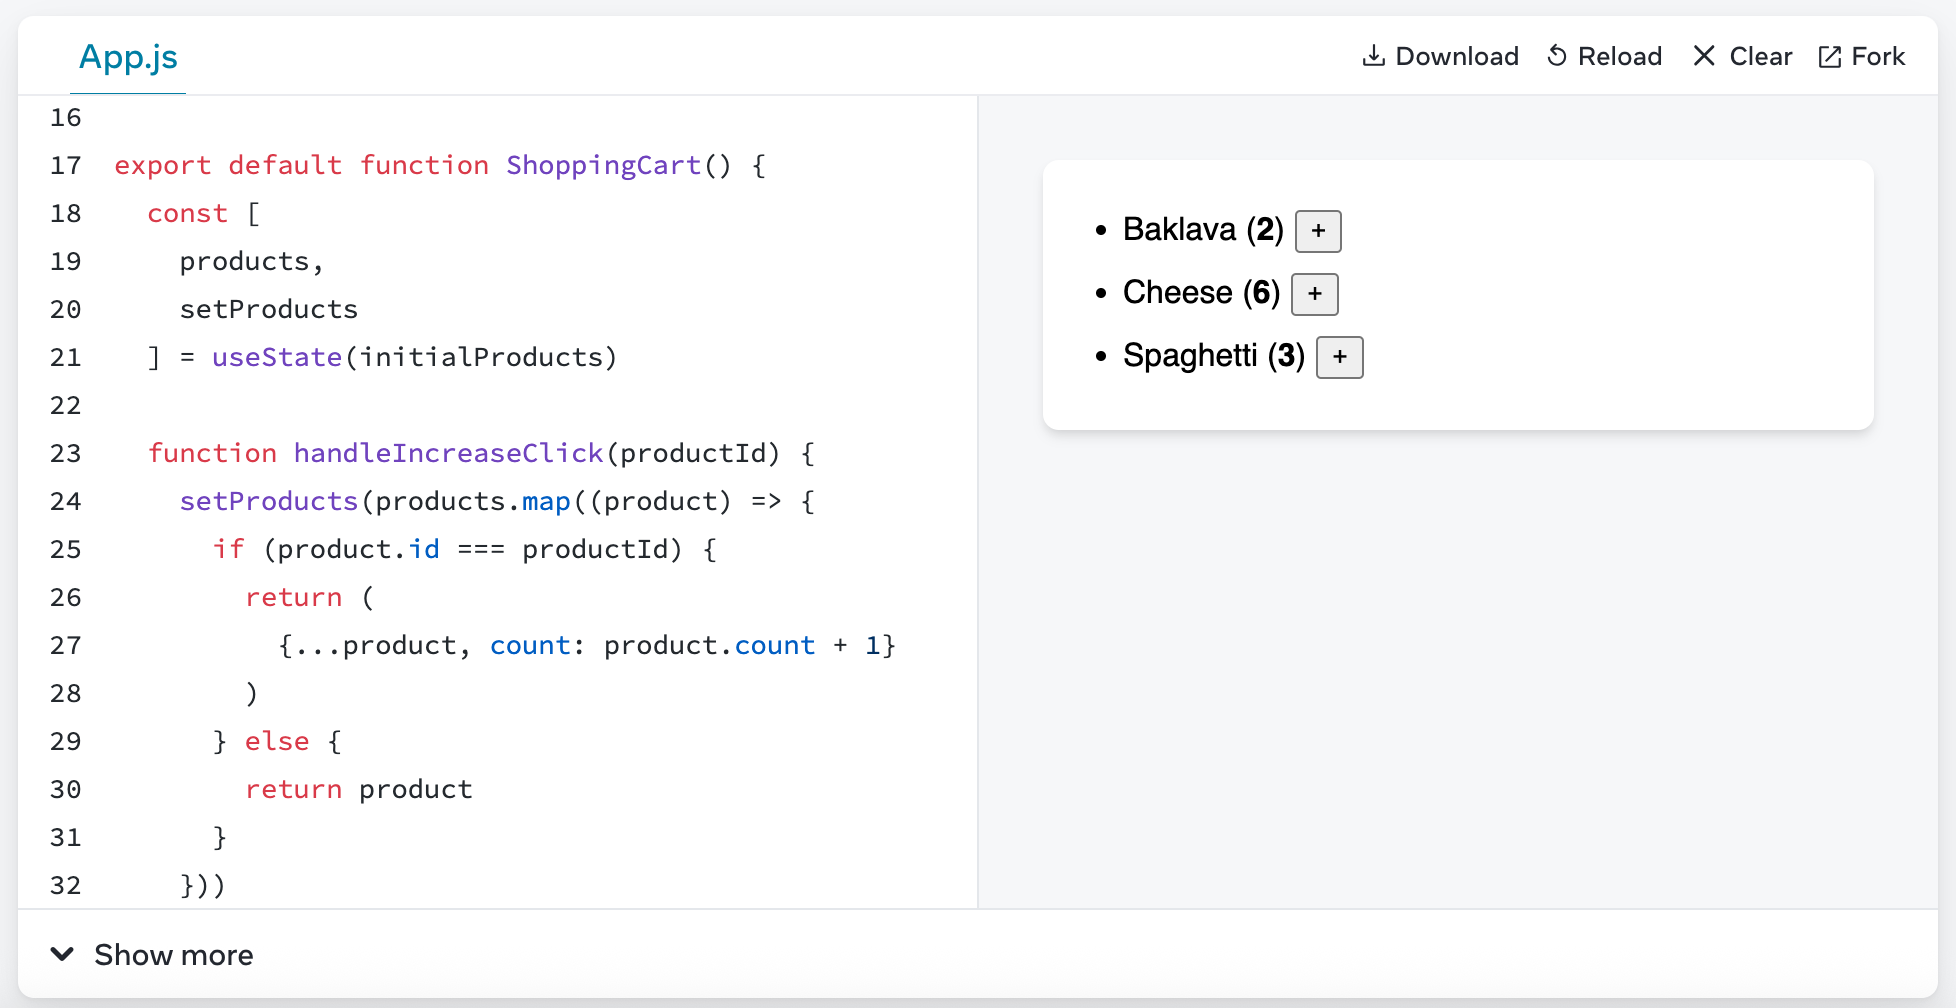 App.js
Download Reload Clear Fork
16
17 export default function ShoppingCart() {
18   const [
19     products,
20     setProducts
21   ] = useState(initialProducts)
22
23   function handleIncreaseClick(productId) {
24     setProducts(products.map((product) => {
25       if (product.id === productId) {
26         return (
27           {...product, count: product.count + 1}
28         )
29       } else {
30         return product
31       }
32     }))
Show more
• Baklava (2) +
• Cheese (6) +
• Spaghetti (3) +